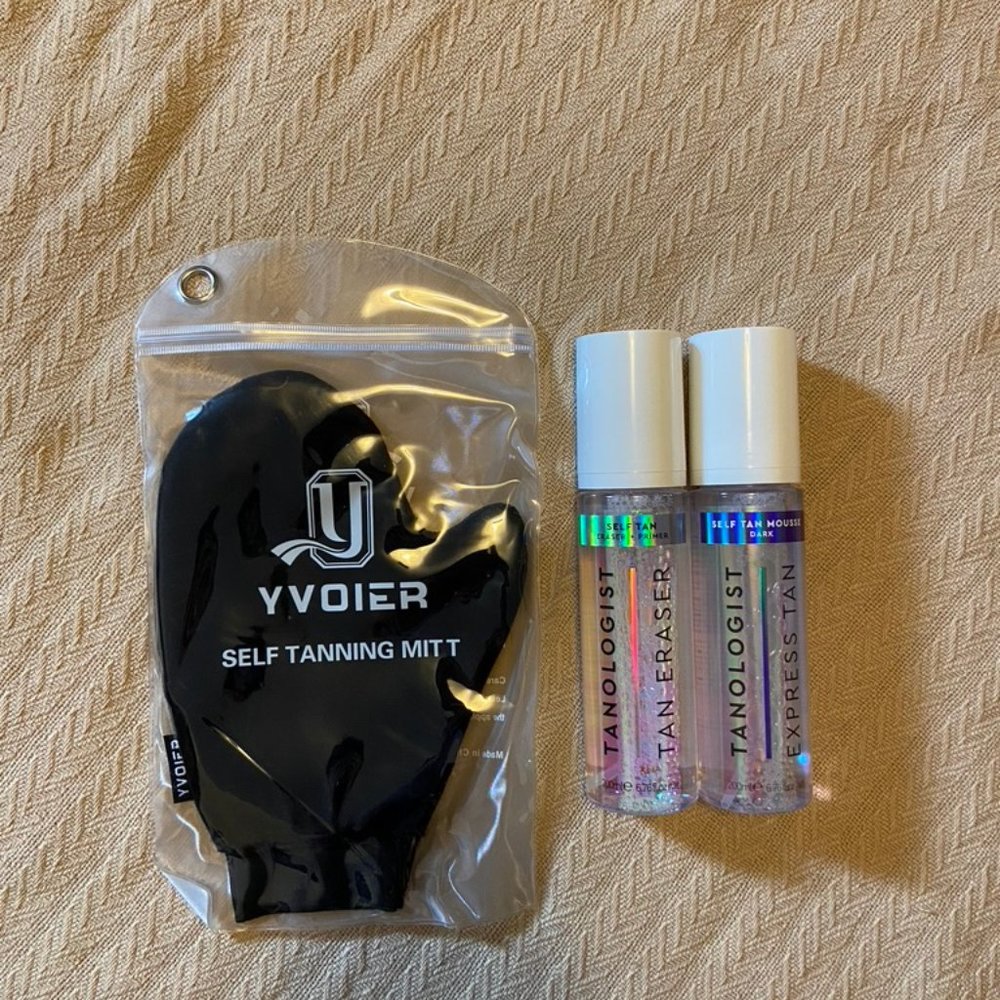 Y
YVOIER
SELF TANNING MITT
YVOIER
SELF TAN
ERASER + PRIMER
TANOLOGIST
TAN ERASER
SELF TAN MOUSSE
DARK
TANOLOGIST
EXPRESS TAN